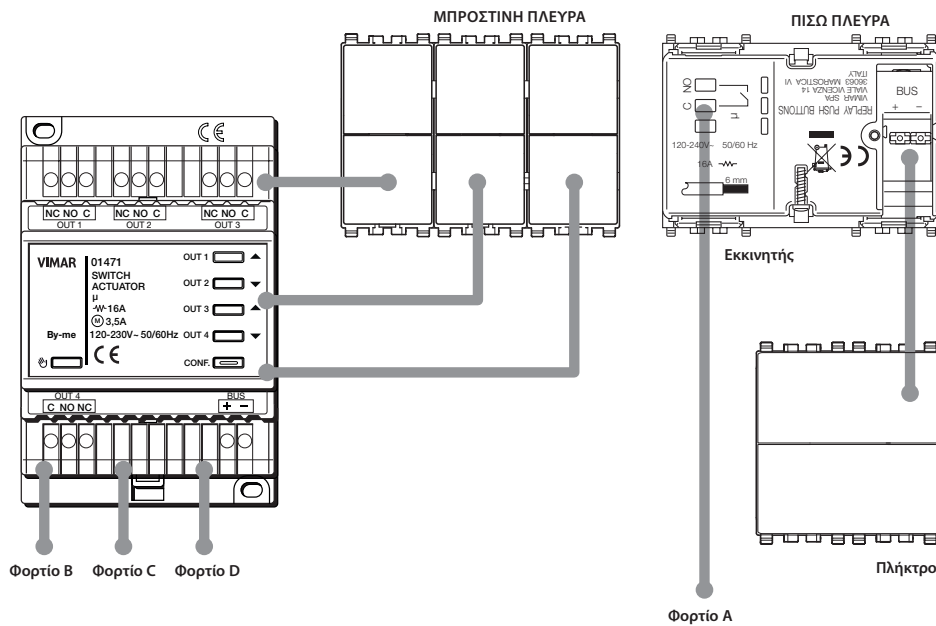 ΜΠΡΟΣΤΙΝΗ ΠΛΕΥΡΑ
ΠΙΣΩ ΠΛΕΥΡΑ
C NO
REPLAY PUSH BUTTONS
VIMAR SPA
VIALE VICENZA 14
36063 MAROSTICA VI
ITALY
BUS
+ −
120-240V~ 50/60 Hz
16A
6 mm
Εκκινητής
CE
NC NO C
NC NO C
NC NO C
OUT 1
OUT 2
OUT 3
VIMAR
01471
SWITCH
ACTUATOR
µ
16A
M 3,5A
120-230V~ 50/60Hz
CE
By-me
OUT 1 ▲
OUT 2 ▼
OUT 3 ▲
OUT 4 ▼
CONF.
OUT 4
C NO NC
BUS
+ −
Φορτίο B Φορτίο C Φορτίο D
Πλήκτρο
Φορτίο A